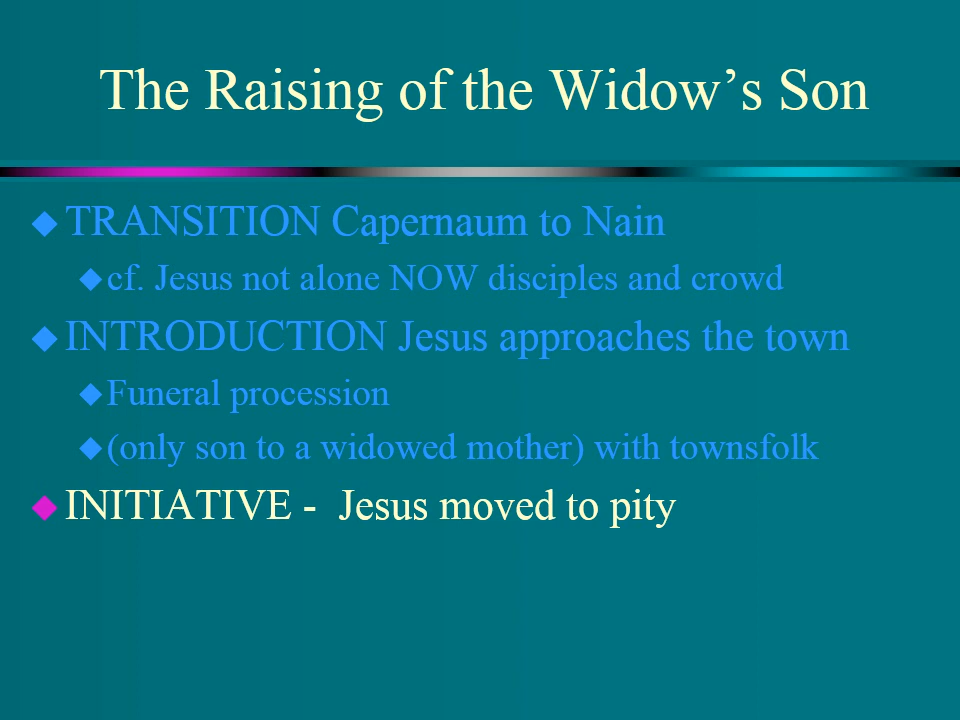 The Raising of the Widow’s Son
TRANSITION Capernaum to Nain
cf. Jesus not alone NOW disciples and crowd
INTRODUCTION Jesus approaches the town
Funeral procession
(only son to a widowed mother) with townsfolk
INITIATIVE -  Jesus moved to pity